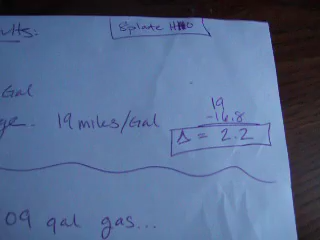 ults:
Gal
ge. 19 miles/Gal
19
-16.8
Δ = 2.2
09 gal gas...